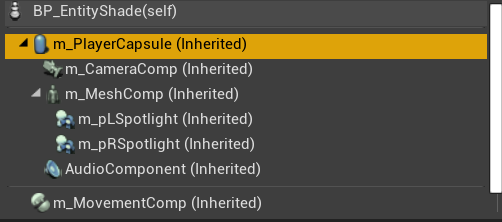 BP_EntityShade(self)
m_PlayerCapsule (Inherited)
m_CameraComp (Inherited)
m_MeshComp (Inherited)
m_pLSpotlight (Inherited)
m_pRSpotlight (Inherited)
AudioComponent (Inherited)
m_MovementComp (Inherited)